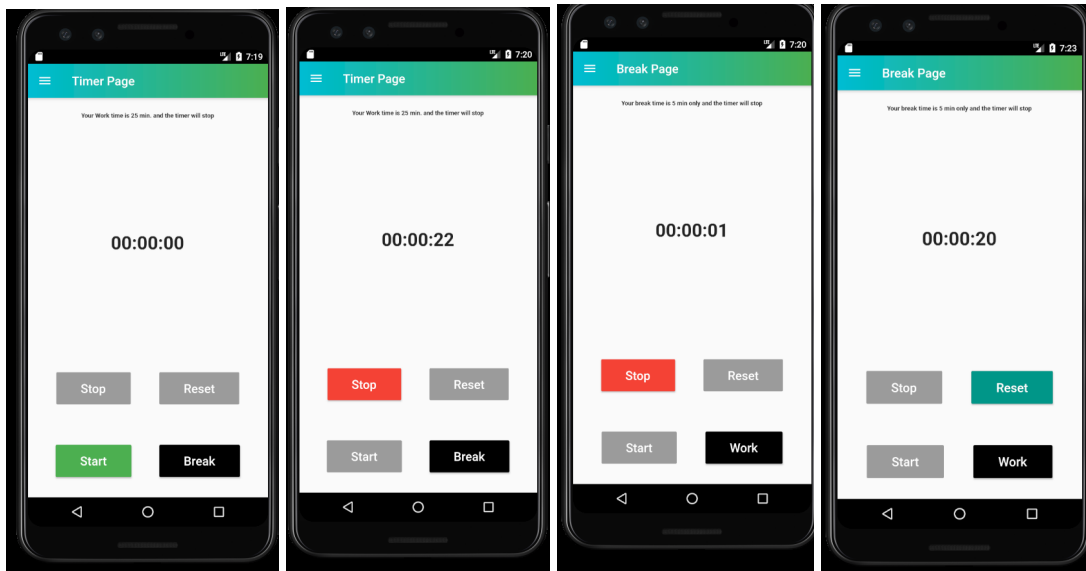 7:19
Timer Page
Your Work time is 25 min. and the timer will stop
00:00:00
Stop Reset
Start Break
LTE 7:20
Timer Page
Your Work time is 25 min. and the timer will stop
00:00:22
Stop Reset
Start Break
LTE 7:20
Break Page
Your break time is 5 min only and the timer will stop
00:00:01
Stop Reset
Start Work
LTE 7:23
Break Page
Your break time is 5 min only and the timer will stop
00:00:20
Stop Reset
Start Work